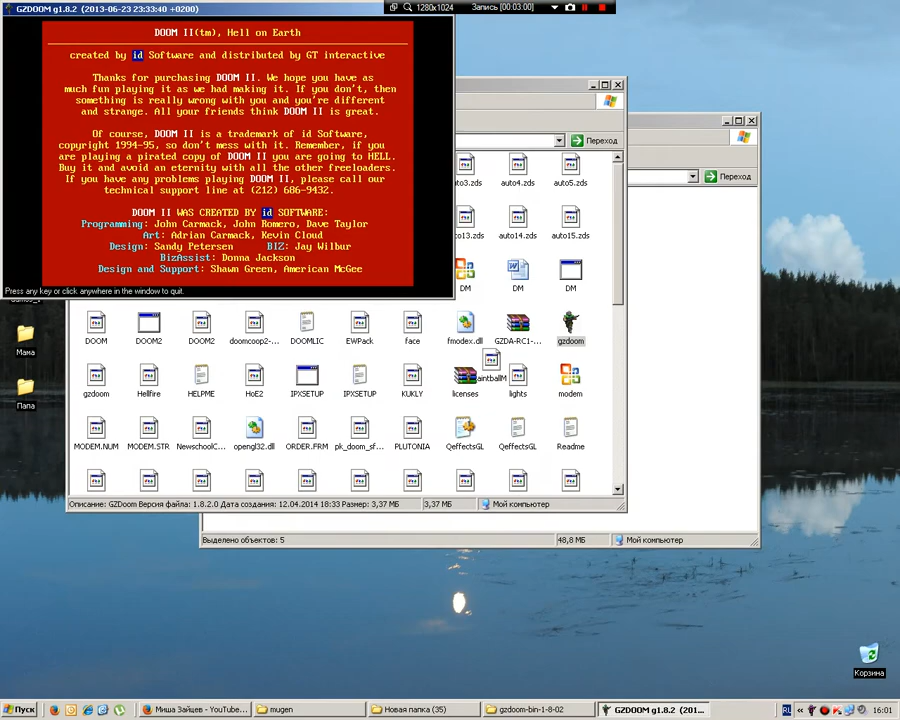 GZDOOM g1.8.2 (2013-06-23 23:33:40 +0200)
1280x1024
Запись [00:03:00]
DOOM II(tm), Hell on Earth
created by id Software and distributed by GT interactive
Thanks for purchasing DOOM II. We hope you have as
much fun playing it as we had making it. If you don't, then
something is really wrong with you and you're different
and strange. All your friends think DOOM II is great.
Of course, DOOM II is a trademark of id Software,
copyright 1994-95, so don't mess with it. Remember, if you
are playing a pirated copy of DOOM II you are going to HELL.
Buy it and avoid an eternity with all the other freeloaders.
If you have any problems playing DOOM II, please call our
technical support line at (212) 686-9432.
DOOM II WAS CREATED BY id SOFTWARE:
Programming: John Carmack, John Romero, Dave Taylor
Art: Adrian Carmack, Kevin Cloud
Design: Sandy Petersen BIZ: Jay Wilbur
BizAssist: Donna Jackson
Design and Support: Shawn Green, American McGee
Press any key or click anywhere in the window to quit.
Переход
Переход
auto4.zds auto5.zds
auto14.zds auto15.zds
DM DM DM
DOOM DOOM2 DOOM2 doomcoop2-... DOOMLIC EWPack face fmodex.dll GZDA-RC1-... gzdoom
gzdoom Hellfire HELPME HoE2 IPXSETUP IPXSETUP KUKLY licenses aintballM lights modem
MODEM.NUM MODEM.STR NewschoolC... opengl32.dll ORDER.FRM pk_doom_sf... PLUTONIA QeffectsGL QeffectsGL Readme
Мама
Папа
Описание: GZDoom Версия файла: 1.8.2.0 Дата создания: 12.04.2014 18:33 Размер: 3,37 МБ
3,37 МБ
Мой компьютер
Выделено объектов: 5
48,8 МБ
Мой компьютер
Корзина
Пуск
Миша Зайцев - YouTube...
mugen
Новая папка (35)
gzdoom-bin-1-8-02
GZDOOM g1.8.2 (201...
RL
16:01